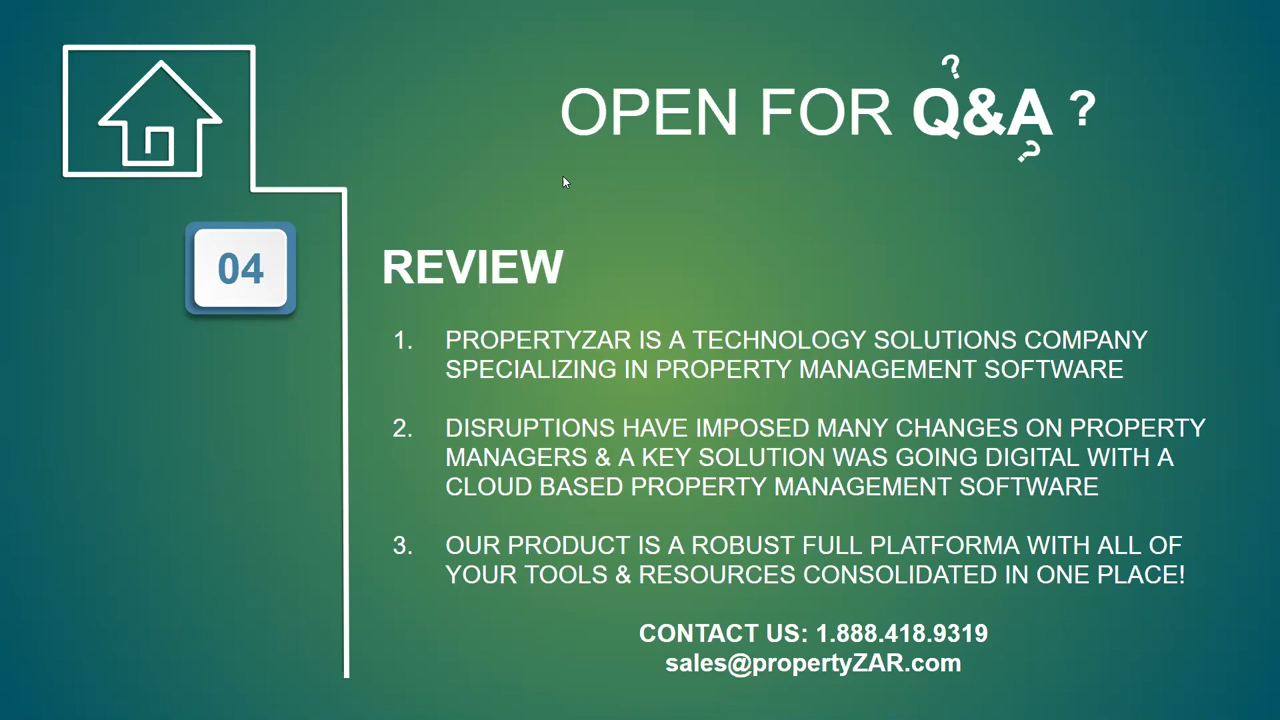 OPEN FOR Q&A ?
?
?
04
REVIEW
1. PROPERTYZAR IS A TECHNOLOGY SOLUTIONS COMPANY
SPECIALIZING IN PROPERTY MANAGEMENT SOFTWARE
2. DISRUPTIONS HAVE IMPOSED MANY CHANGES ON PROPERTY
MANAGERS & A KEY SOLUTION WAS GOING DIGITAL WITH A
CLOUD BASED PROPERTY MANAGEMENT SOFTWARE
3. OUR PRODUCT IS A ROBUST FULL PLATFORMA WITH ALL OF
YOUR TOOLS & RESOURCES CONSOLIDATED IN ONE PLACE!
CONTACT US: 1.888.418.9319
sales@propertyZAR.com